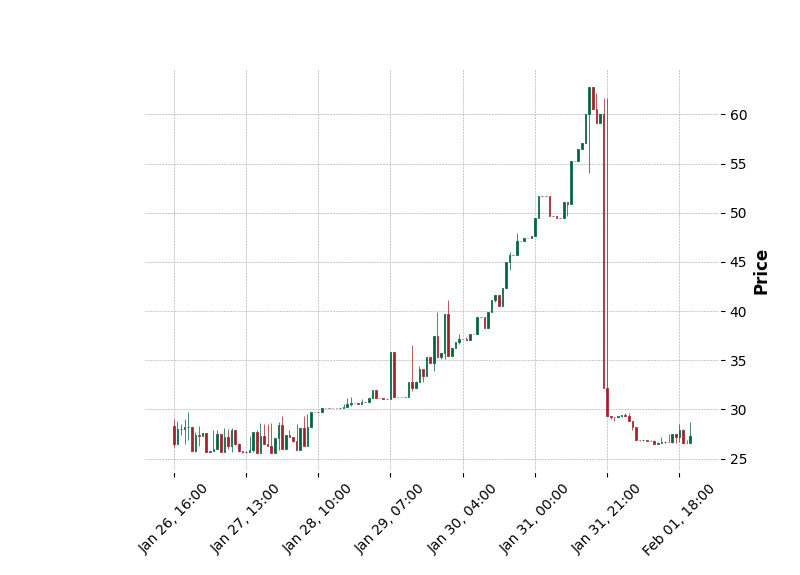 60
55
50
45
40
35
30
25
Price
Jan 26, 16:00
Jan 27, 13:00
Jan 28, 10:00
Jan 29, 07:00
Jan 30, 04:00
Jan 31, 00:00
Jan 31, 21:00
Feb 01, 18:00